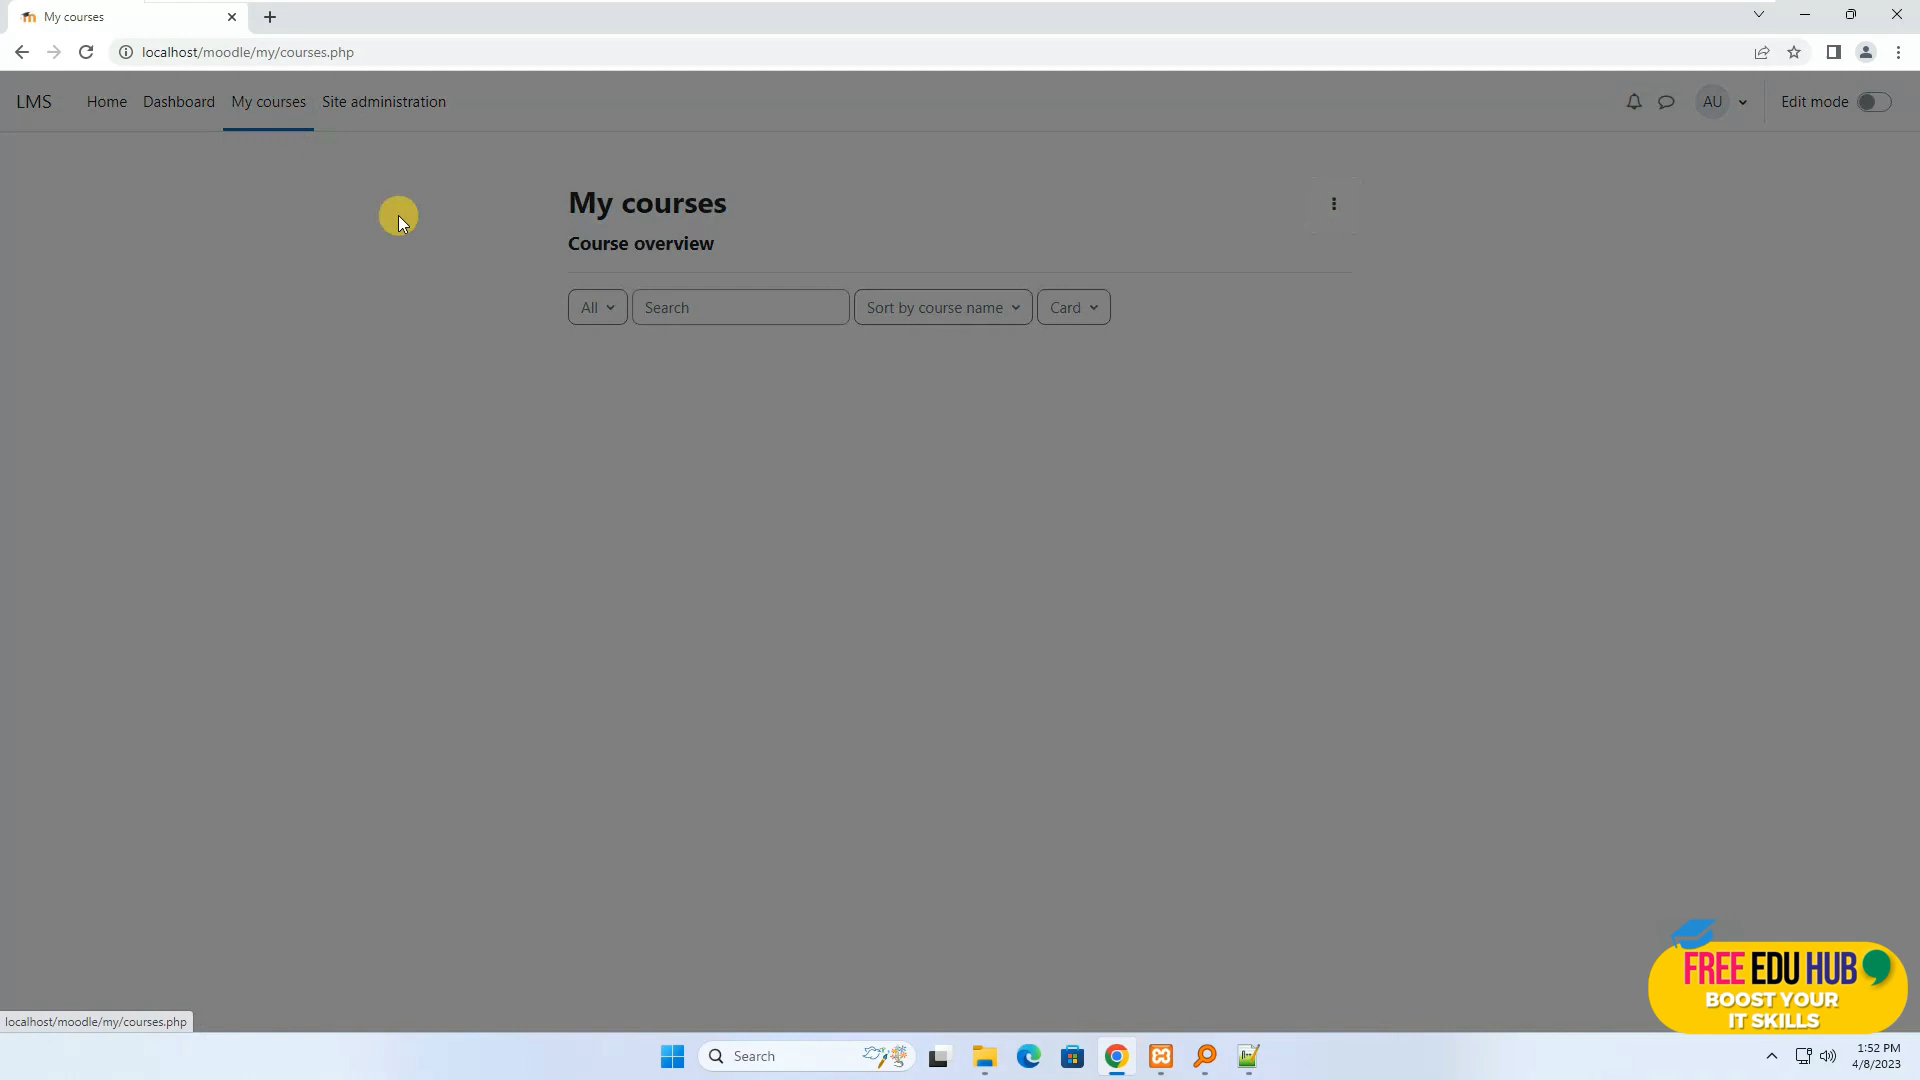 My courses
localhost/moodle/my/courses.php
LMS Home Dashboard My courses Site administration AU Edit mode
My courses
Course overview
All Search Sort by course name Card
FREE EDU HUB
BOOST YOUR
IT SKILLS
localhost/moodle/my/courses.php
Search
1:52 PM
4/8/2023